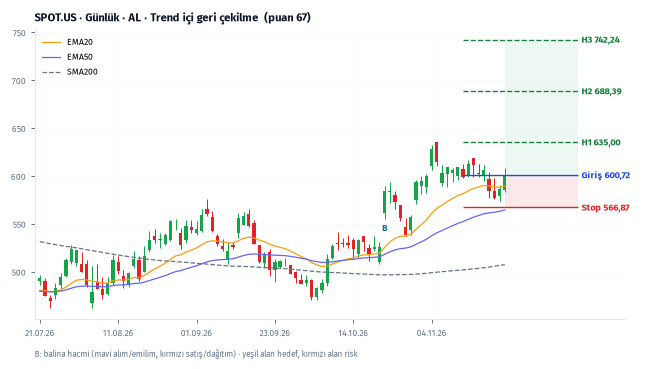 SPOT.US · Günlük · AL · Trend içi geri çekilme (puan 67)
750
700
650
600
550
500
EMA20
EMA50
SMA200
H3 742,24
H2 688,39
H1 635,00
Giriş 600,72
Stop 566,87
B
21.07.26
11.08.26
01.09.26
23.09.26
14.10.26
04.11.26
B: balina hacmi (mavi alım/emilim, kırmızı satış/dağıtım) · yeşil alan hedef, kırmızı alan risk